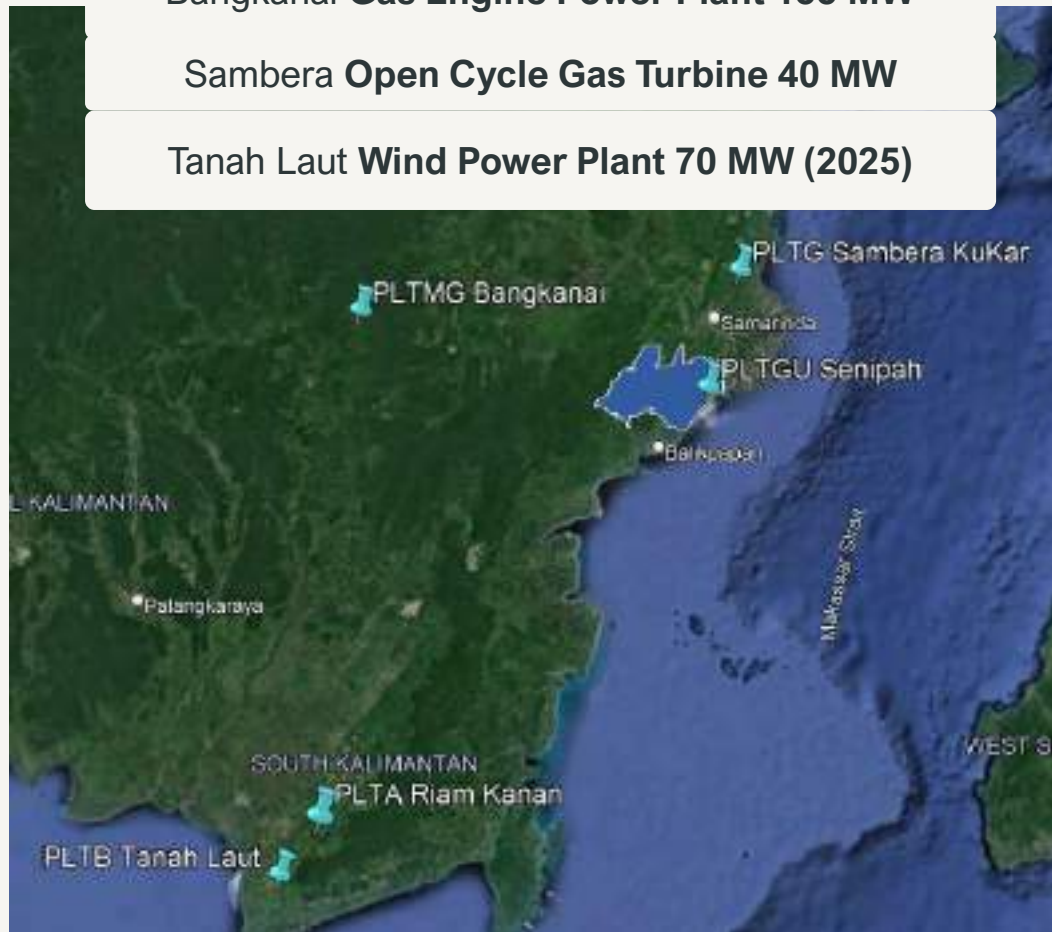 Sambera Open Cycle Gas Turbine 40 MW
Tanah Laut Wind Power Plant 70 MW (2025)
PLTG Sambera KuKar
PLTMG Bangkanai
Samarinda
PLTGU Senipah
Balikpapan
L KALIMANTAN
Makassar Strait
Palangkaraya
WEST S
SOUTH KALIMANTAN
PLTA Riam Kanan
PLTB Tanah Laut